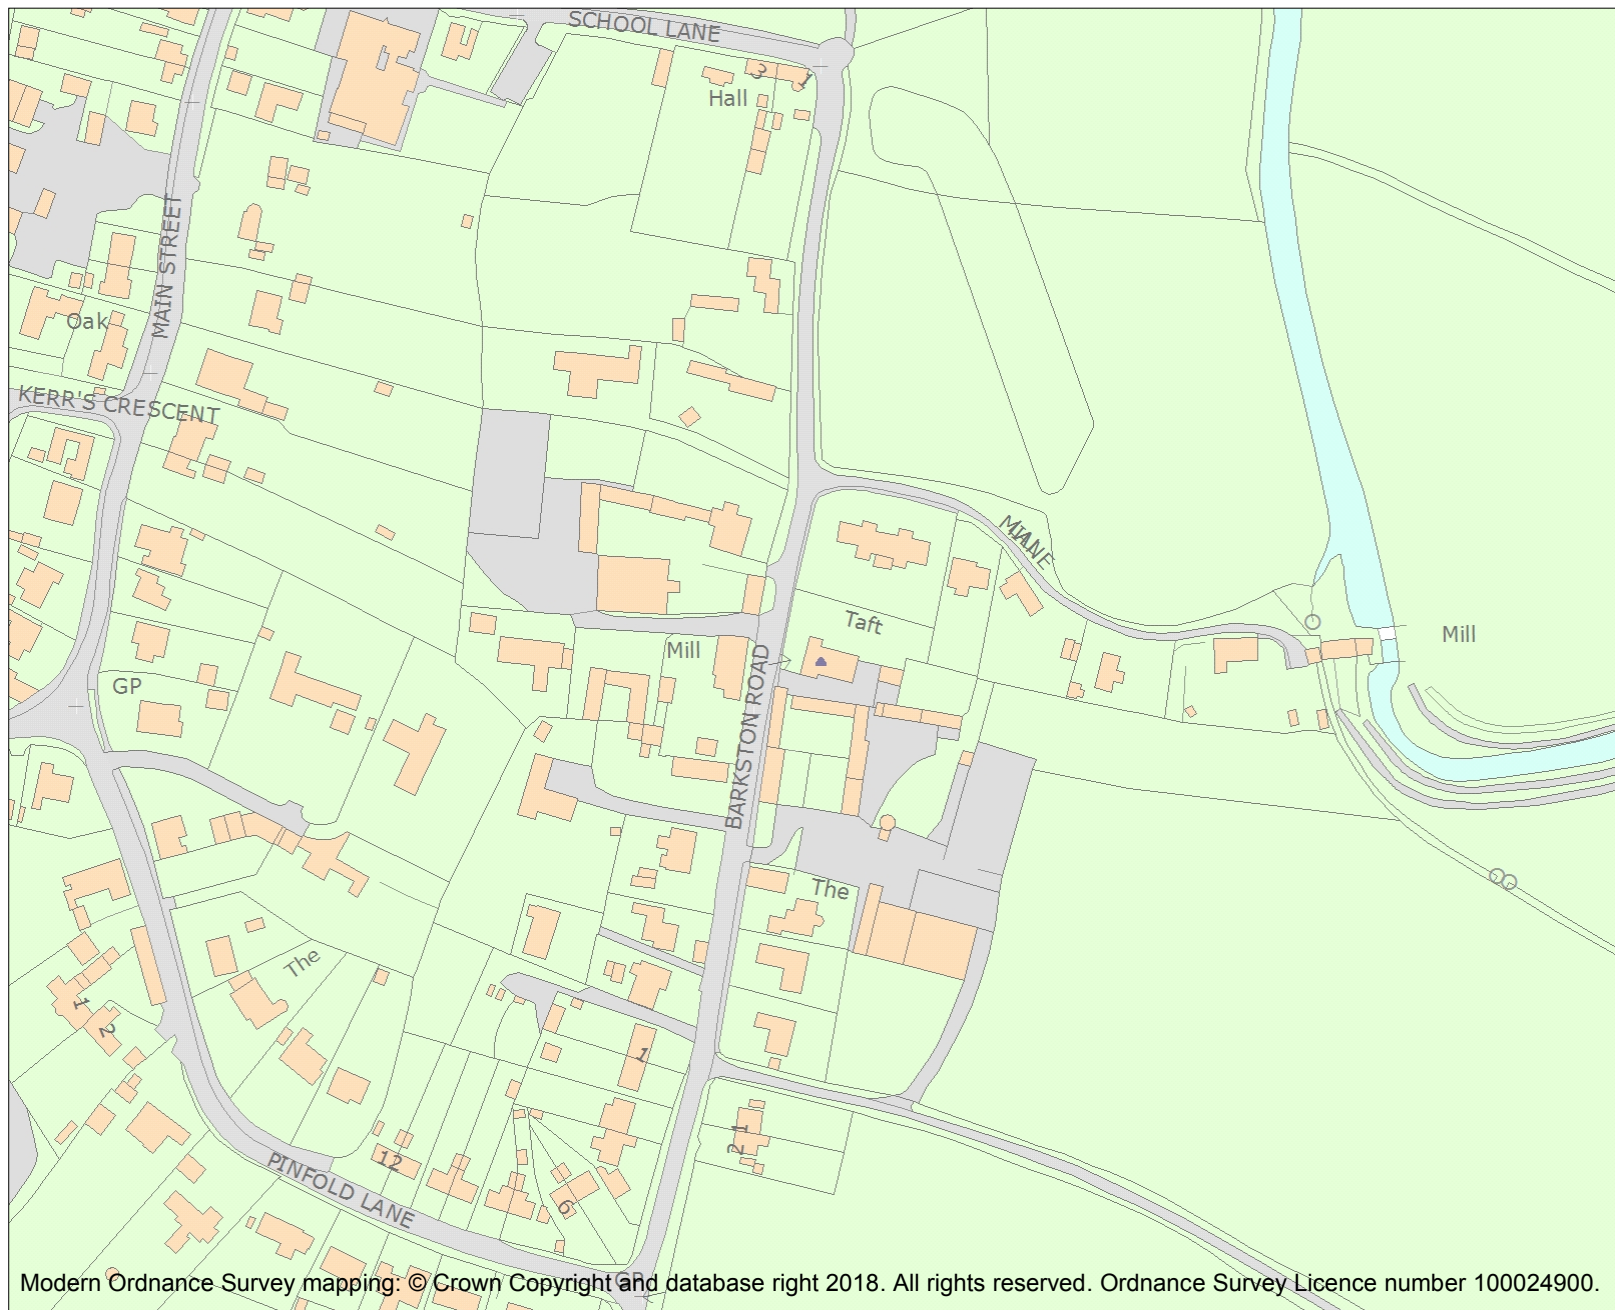 SCHOOL LANE
3
1
Hall
MAIN STREET
Oak
KERR'S CRESCENT
LANE
Taft
Mill
Mill
GP
BARKSTON ROAD
The
The
1
2
1
1
2
12
PINFOLD LANE
6
GP
Modern Ordnance Survey mapping: © Crown Copyright and database right 2018. All rights reserved. Ordnance Survey Licence number 100024900.